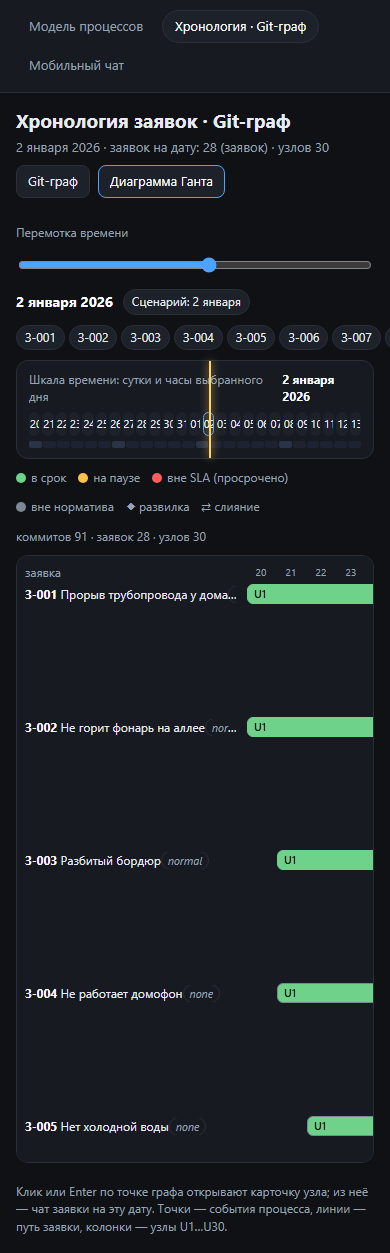 Модель процессов
Хронология · Git-граф
Мобильный чат
Хронология заявок · Git-граф
2 января 2026 · заявок на дату: 28 (заявок) · узлов 30
Git-граф
Диаграмма Ганта
Перемотка времени
2 января 2026
Сценарий: 2 января
З-001
З-002
З-003
З-004
З-005
З-006
З-007
Шкала времени: сутки и часы выбранного
дня
2 января
2026
20 21 22 23 24 25 26 27 28 29 30 31 01 02 03 04 05 06 07 08 09 10 11 12 13
в срок
на паузе
вне SLA (просрочено)
вне норматива
◆ развилка
⇄ слияние
коммитов 91 · заявок 28 · узлов 30
заявка
20 21 22 23
З-001 Прорыв трубопровода у дома...
U1
З-002 Не горит фонарь на аллее nor...
U1
З-003 Разбитый бордюр normal
U1
З-004 Не работает домофон none
U1
З-005 Нет холодной воды none
U1
Клик или Enter по точке графа открывают карточку узла; из неё
— чат заявки на эту дату. Точки — события процесса, линии —
путь заявки, колонки — узлы U1...U30.